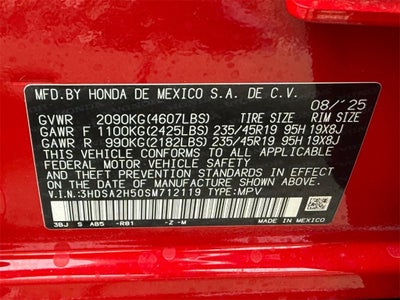 MFD.BY HONDA DE MEXICO S.A. DE C.V.
08/'25
GVWR 2090KG(4607LBS) TIRE SIZE RIM SIZE
GAWR F 1100KG(2425LBS) 235/45R19 95H 19X8J
GAWR R 990KG(2182LBS) 235/45R19 95H 19X8J
THIS VEHICLE CONFORMS TO ALL APPLICABLE
FEDERAL MOTOR VEHICLE SAFETY
AND THEFT PREVENTION STANDARDS IN EFFECT ON
THE DATE OF MANUFACTURE SHOWN ABOVE.
V.I.N.:3HDSA2H50SM712119 TYPE:MPV
3BJ S AB5 -R81 -Z -M
MADE IN MEXICO